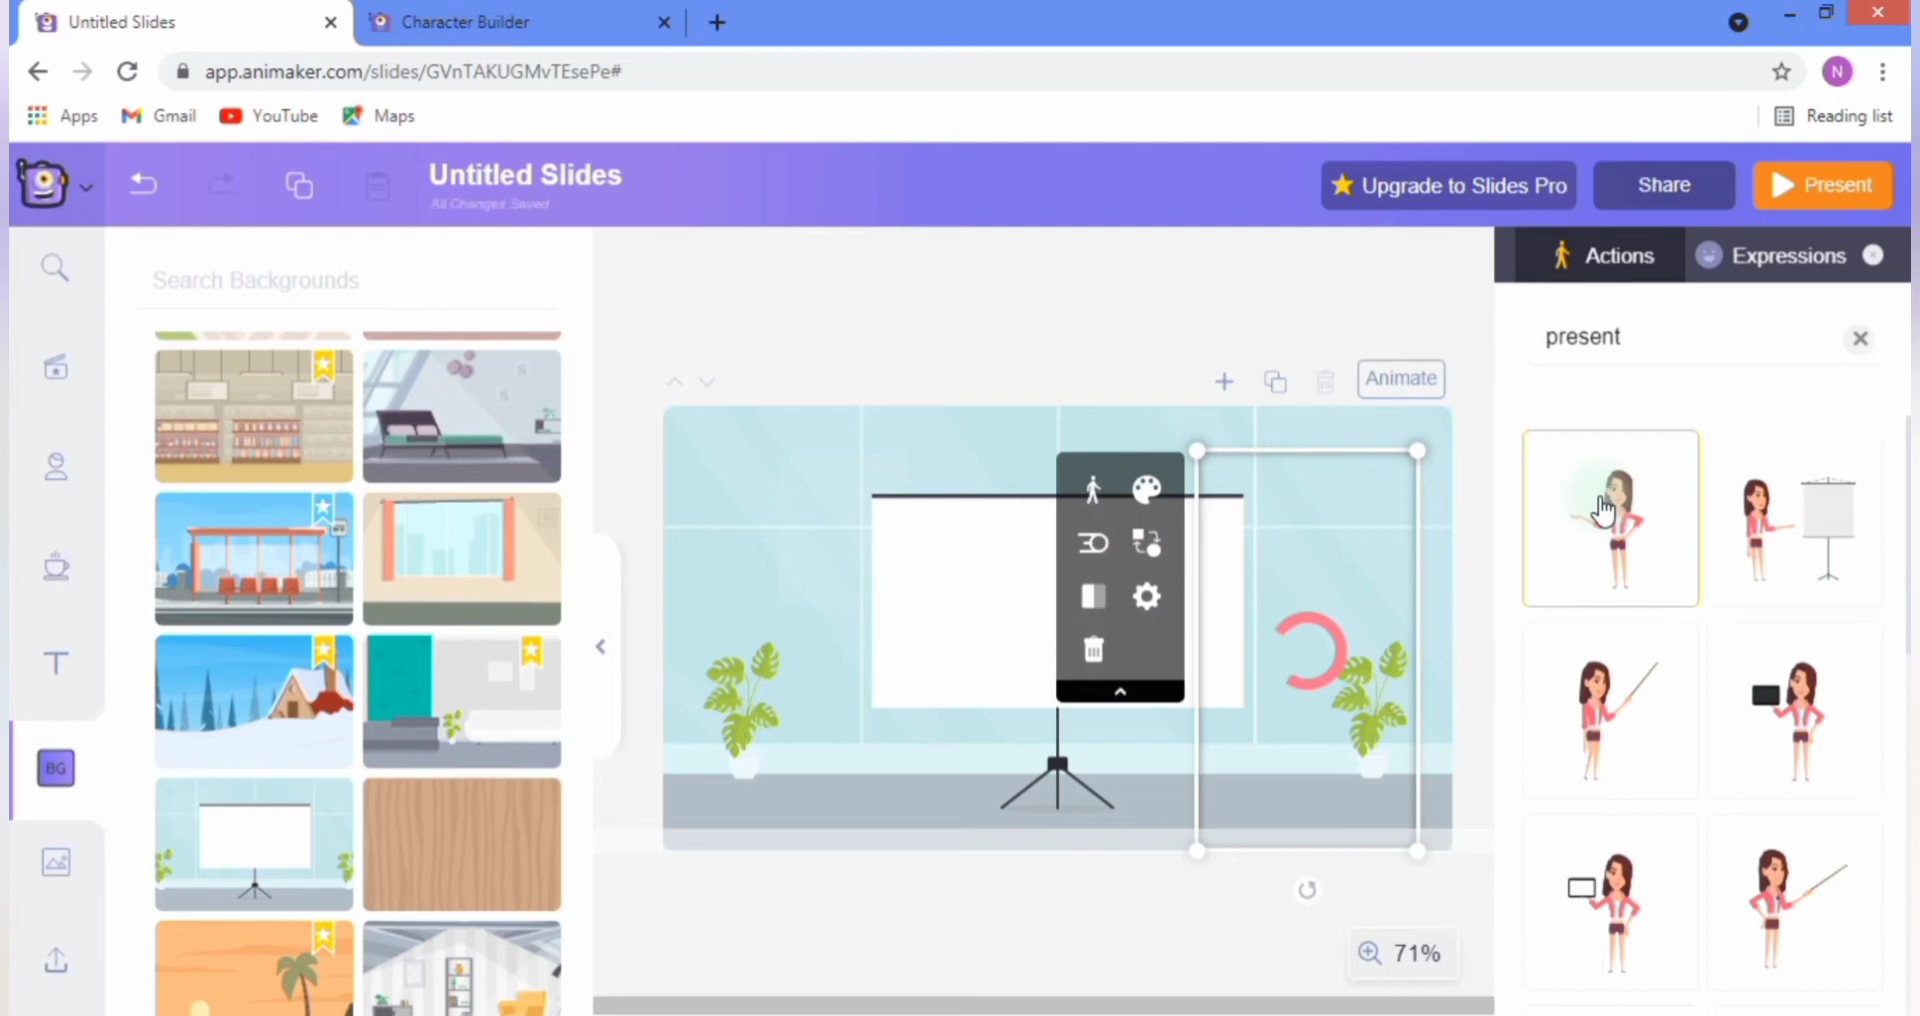 Untitled Slides
Character Builder
app.animaker.com/slides/GVnTAKUGMvTEsePe#
N
Apps
Gmail
YouTube
Maps
Reading list
Untitled Slides
All Changes Saved
Upgrade to Slides Pro
Share
Present
Search Backgrounds
Actions
Expressions
present
Animate
T
BG
71%